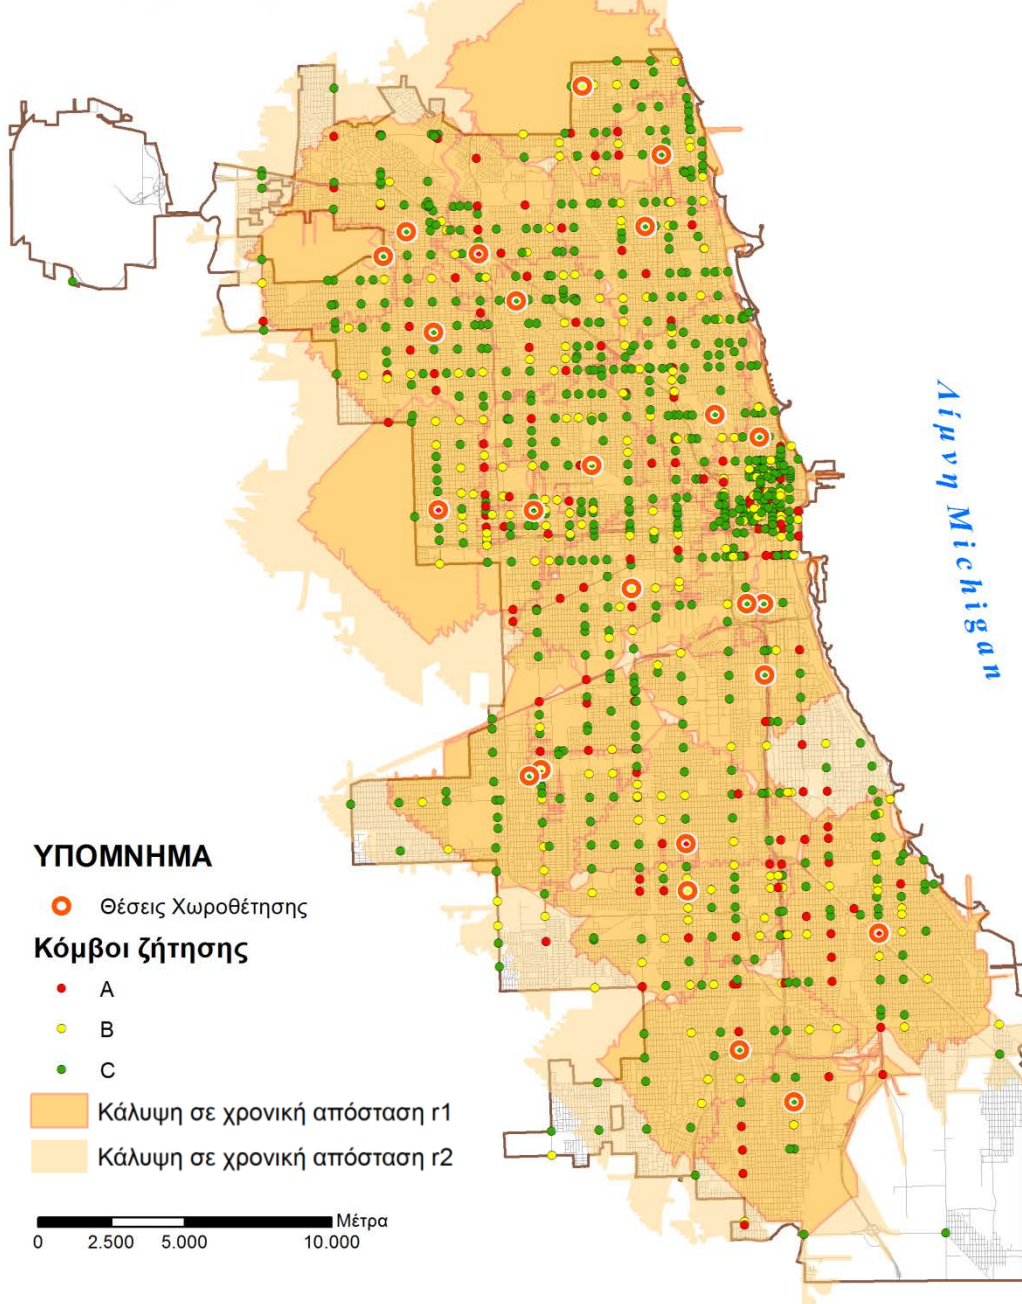 Λίμνη Michigan
ΥΠΟΜΝΗΜΑ
Θέσεις Χωροθέτησης
Κόμβοι ζήτησης
A
B
C
Κάλυψη σε χρονική απόσταση r1
Κάλυψη σε χρονική απόσταση r2
Μέτρα
0 2.500 5.000 10.000